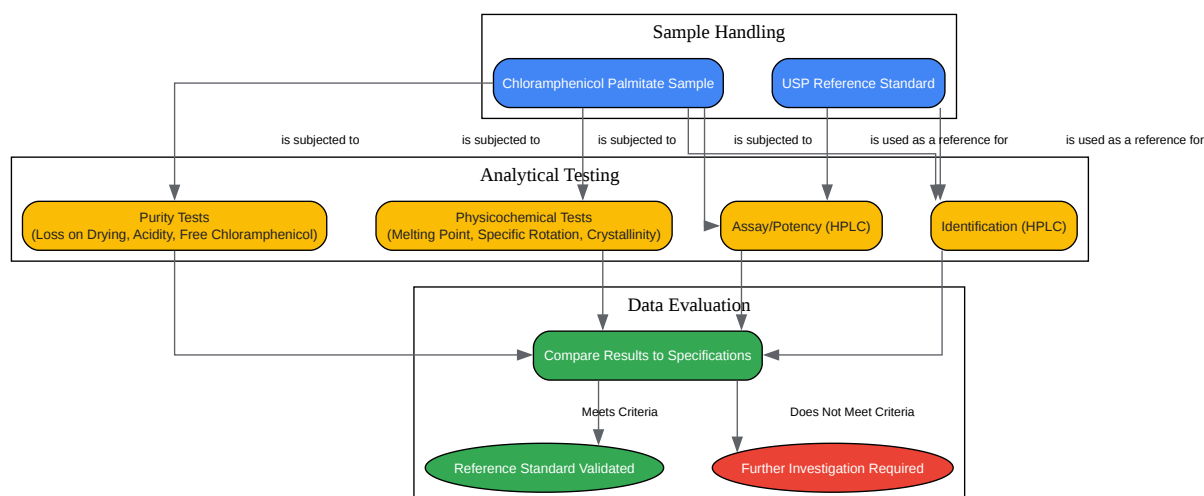 Sample Handling
Chloramphenicol Palmitate Sample
USP Reference Standard
is subjected to
is subjected to
is subjected to
is subjected to
is used as a reference for
is used as a reference for
Analytical Testing
Purity Tests
(Loss on Drying, Acidity, Free Chloramphenicol)
Physicochemical Tests
(Melting Point, Specific Rotation, Crystallinity)
Assay/Potency (HPLC)
Identification (HPLC)
Data Evaluation
Compare Results to Specifications
Meets Criteria
Does Not Meet Criteria
Reference Standard Validated
Further Investigation Required